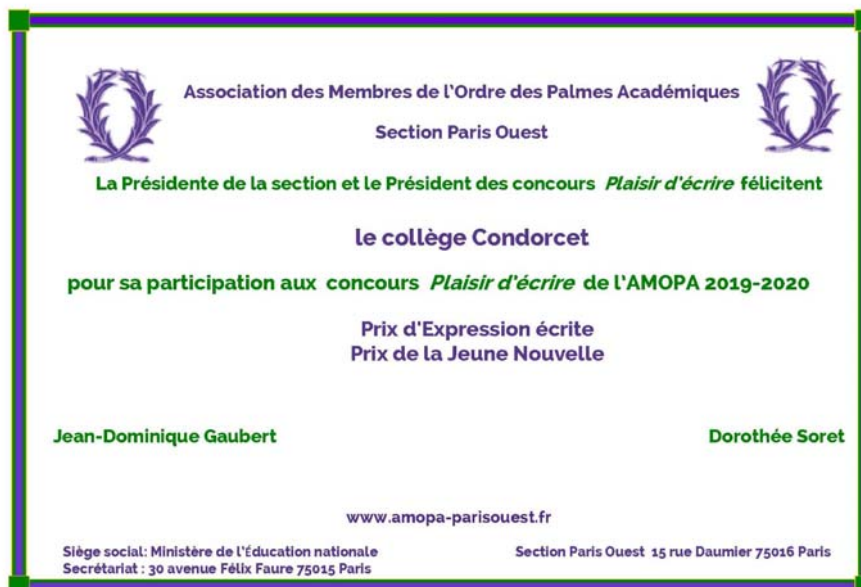 Association des Membres de l'Ordre des Palmes Académiques
Section Paris Ouest
La Présidente de la section et le Président des concours Plaisir d'écrire félicitent
le collège Condorcet
pour sa participation aux concours Plaisir d'écrire de l'AMOPA 2019-2020
Prix d'Expression écrite
Prix de la Jeune Nouvelle
Jean-Dominique Gaubert
Dorothée Soret
www.amopa-parisouest.fr
Siège social: Ministère de l'Éducation nationale
Secrétariat : 30 avenue Félix Faure 75015 Paris
Section Paris Ouest 15 rue Daumier 75016 Paris